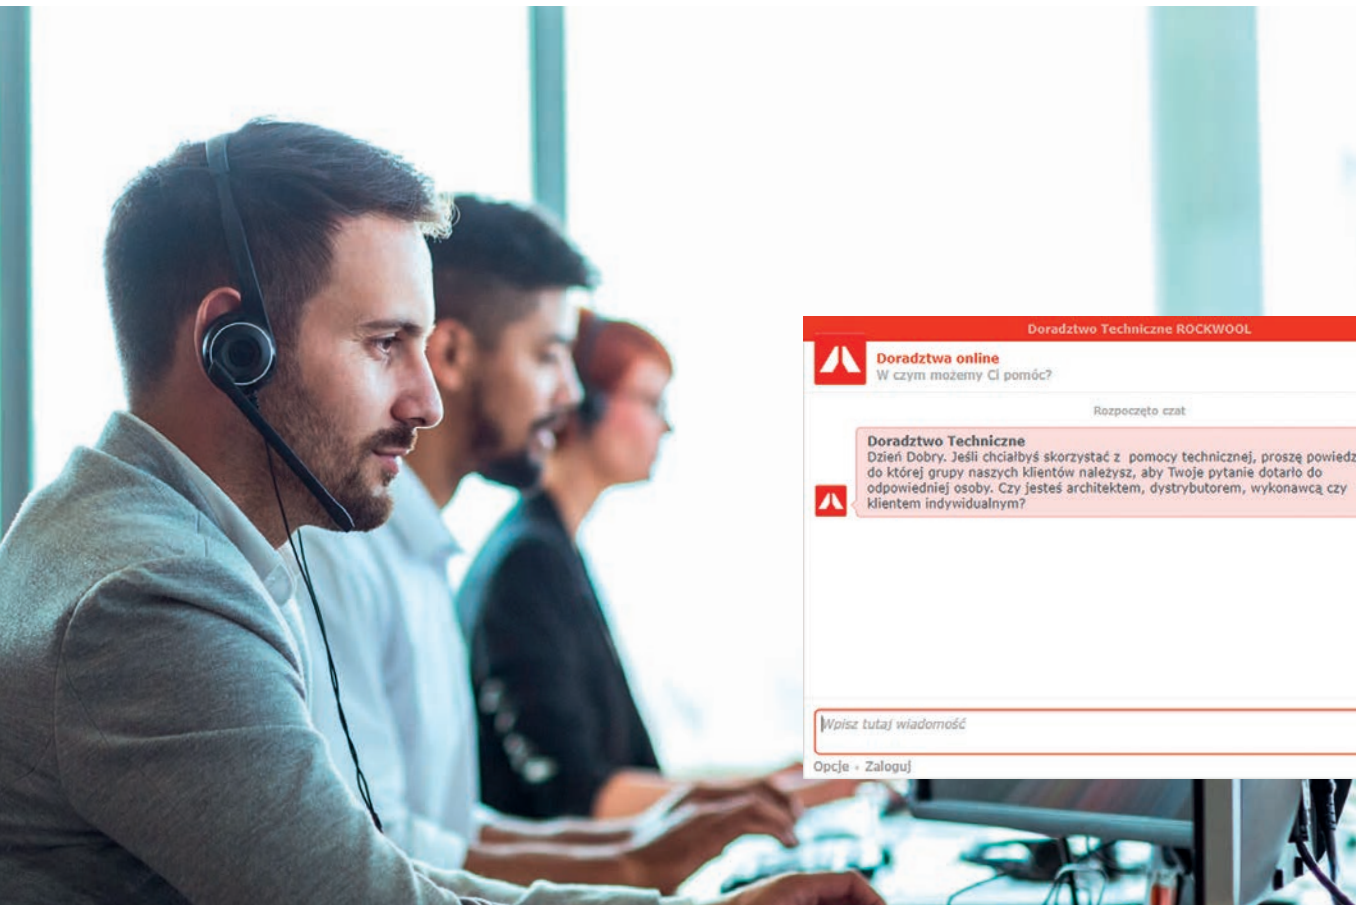 Doradztwo Techniczne ROCKWOOL
Doradztwa online
W czym możemy Ci pomóc?
Rozpoczęto czat
Doradztwo Techniczne
Dzień Dobry. Jeśli chciałbyś skorzystać z pomocy technicznej, proszę powiedz
do której grupy naszych klientów należysz, aby Twoje pytanie dotarło do
odpowiedniej osoby. Czy jesteś architektem, dystrybutorem, wykonawcą czy
klientem indywidualnym?
Wpisz tutaj wiadomość
Opcje • Zaloguj